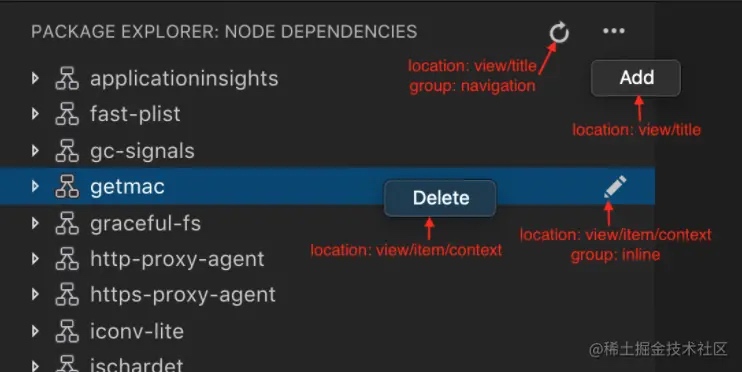 PACKAGE EXPLORER: NODE DEPENDENCIES
location: view/title
group: navigation
Add
location: view/title
applicationinsights
fast-plist
gc-signals
getmac
Delete
location: view/item/context
location: view/item/context
group: inline
graceful-fs
http-proxy-agent
https-proxy-agent
iconv-lite
ischardet
@稀土掘金技术社区